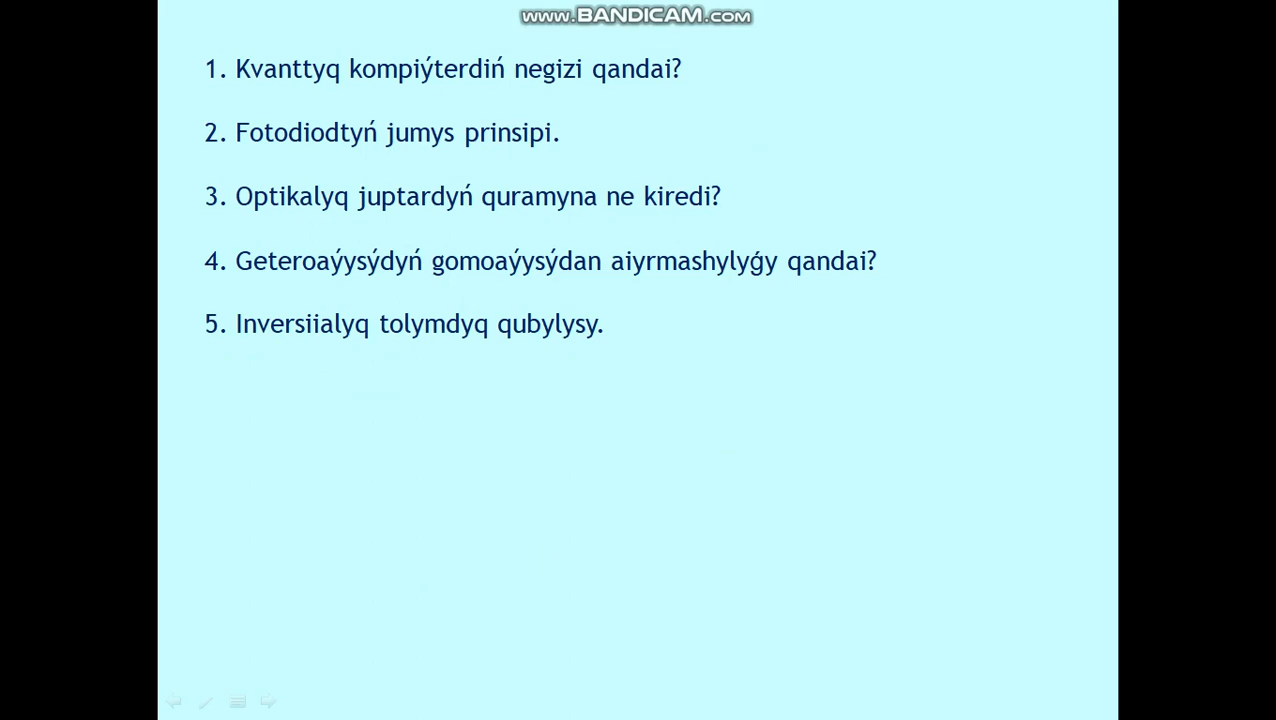 www.BANDICAM.com
1. Kvanttyq kompiýterdiń negizi qandai?
2. Fotodiodtyń jumys prinsipi.
3. Optikalyq juptardyń quramyna ne kiredi?
4. Geteroaýysýdyń gomoaýysýdan aiyrmashylyǵy qandai?
5. Inversiialyq tolymdyq qubylysy.